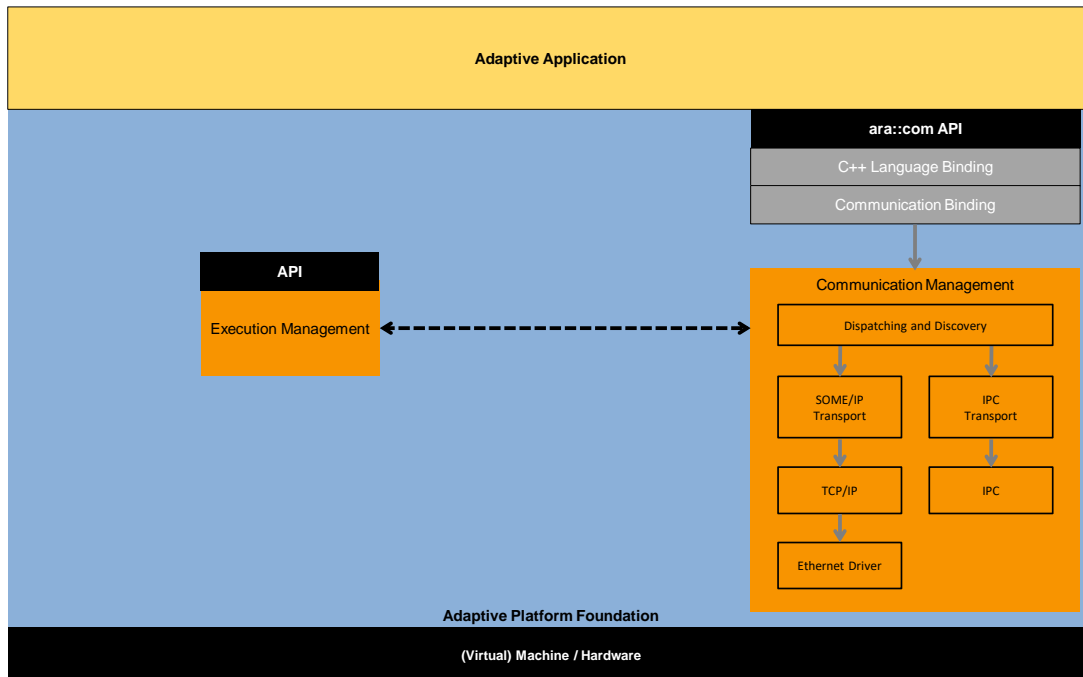 Adaptive Application
ara::com API
C++ Language Binding
Communication Binding
API
Execution Management
Communication Management
Dispatching and Discovery
SOME/IP
Transport
IPC
Transport
TCP/IP
IPC
Ethernet Driver
Adaptive Platform Foundation
(Virtual) Machine / Hardware